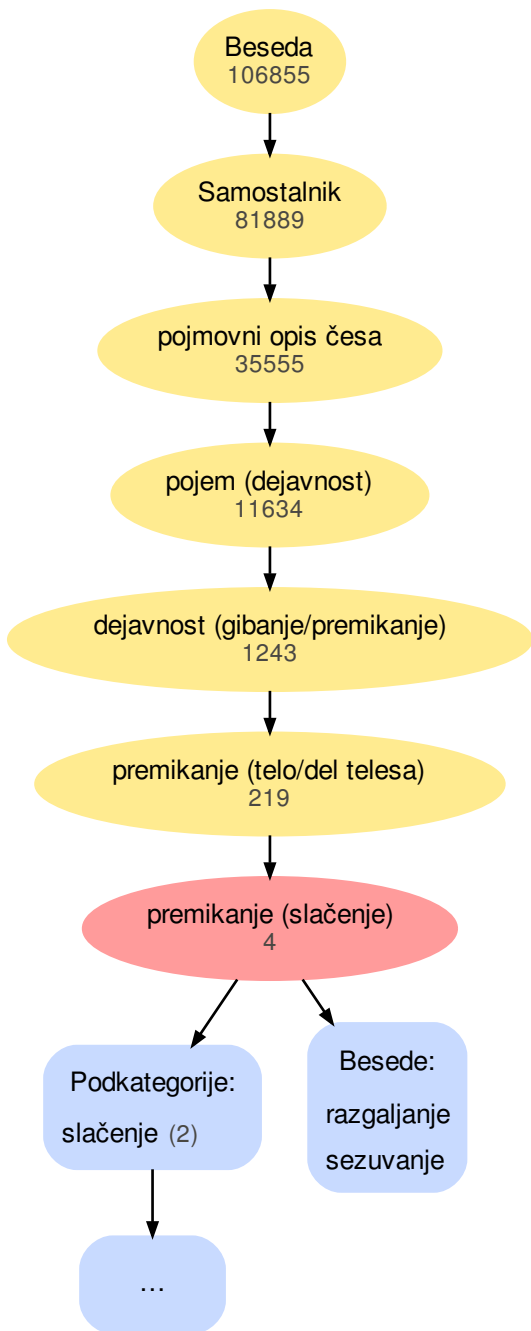 Beseda
106855
Samostalnik
81889
pojmovni opis česa
35555
pojem (dejavnost)
11634
dejavnost (gibanje/premikanje)
1243
premikanje (telo/del telesa)
219
premikanje (slačenje)
4
Podkategorije:
slačenje (2)
...
Besede:
razgaljanje
sezuvanje